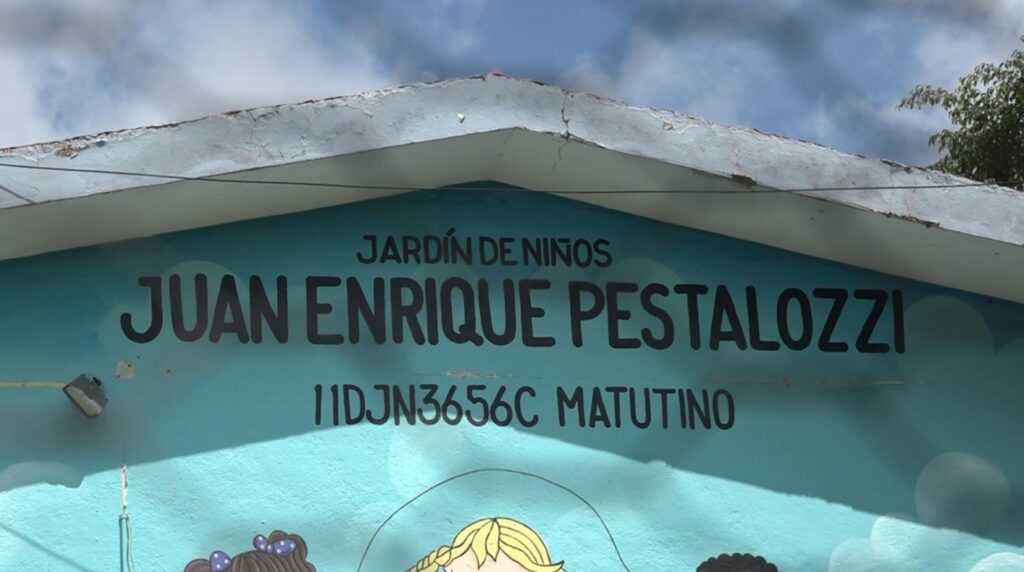 JARDÍN DE NIÑOS
JUAN ENRIQUE PESTALOZZI
11DJN3656C MATUTINO